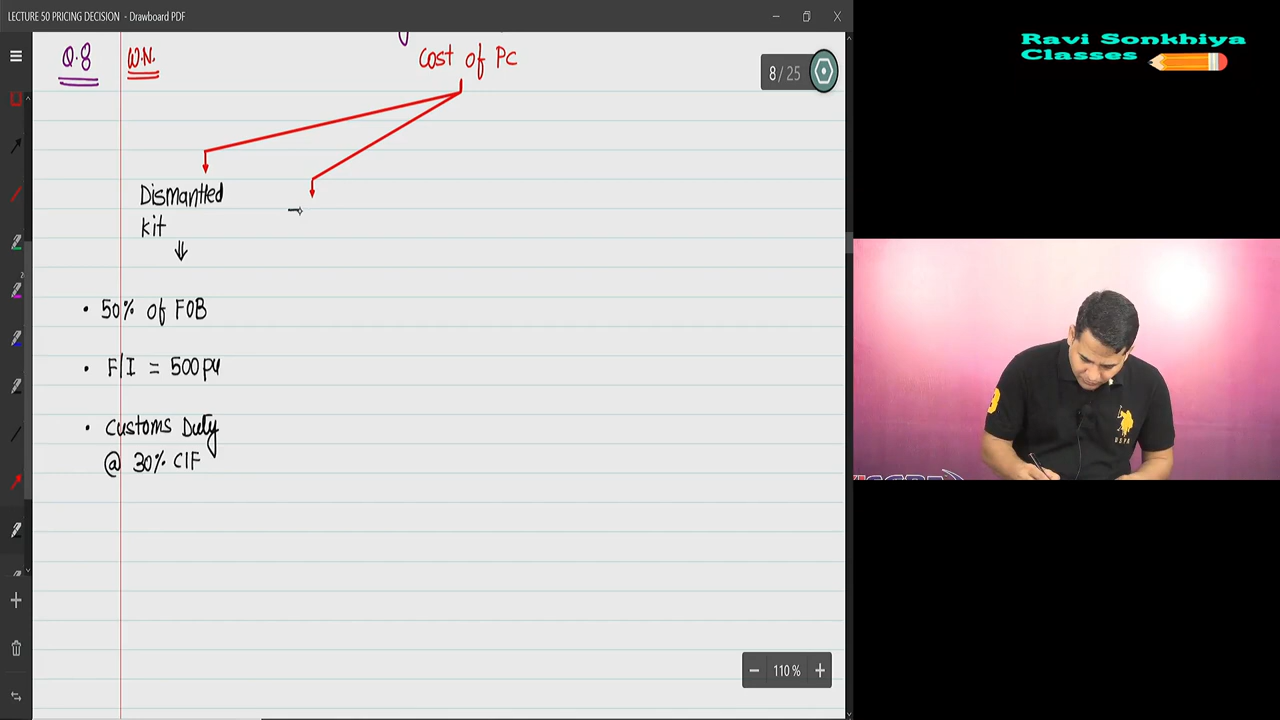 LECTURE 50 PRICING DECISION - Drawboard PDF
Ravi Sonkhiya
Classes
Q.8 W.N. Cost of PC
8 / 25
Dismantled
kit
• 50% of FOB
• F/I = 500 pu
• Customs Duty
@ 30% CIF
110 %